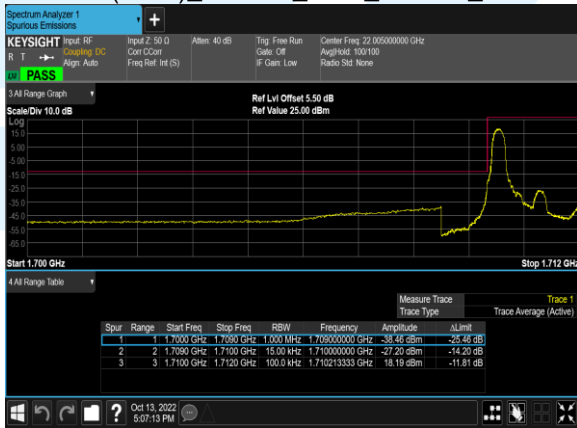 Spectrum Analyzer 1
Spurious Emissions
KEYSIGHT Input: RF Input Z: 50 Ω Atten: 40 dB Trig: Free Run Center Freq: 22.005000000 GHz
R T Coupling: DC Corr CCorr Gate: Off Avg|Hold: 100/100
Align: Auto Freq Ref: Int (S) IF Gain: Low Radio Std: None
PASS
3 All Range Graph
Ref Lvl Offset 5.50 dB
Scale/Div 10.0 dB Ref Value 25.00 dBm
Log
15.0
5.00
-5.00
-15.0
-25.0
-35.0
-45.0
-55.0
-65.0
Start 1.700 GHz Stop 1.712 GHz
4 All Range Table
Measure Trace Trace 1
Trace Type Trace Average (Active)
Spur Range Start Freq Stop Freq RBW Frequency Amplitude ΔLimit
1 1 1.7000 GHz 1.7090 GHz 1.000 MHz 1.709000000 GHz -38.46 dBm -25.46 dB
2 2 1.7090 GHz 1.7100 GHz 15.00 kHz 1.710000000 GHz -27.20 dBm -14.20 dB
3 3 1.7100 GHz 1.7120 GHz 100.0 kHz 1.710213333 GHz 18.19 dBm -11.81 dB
Oct 13, 2022
5:07:13 PM